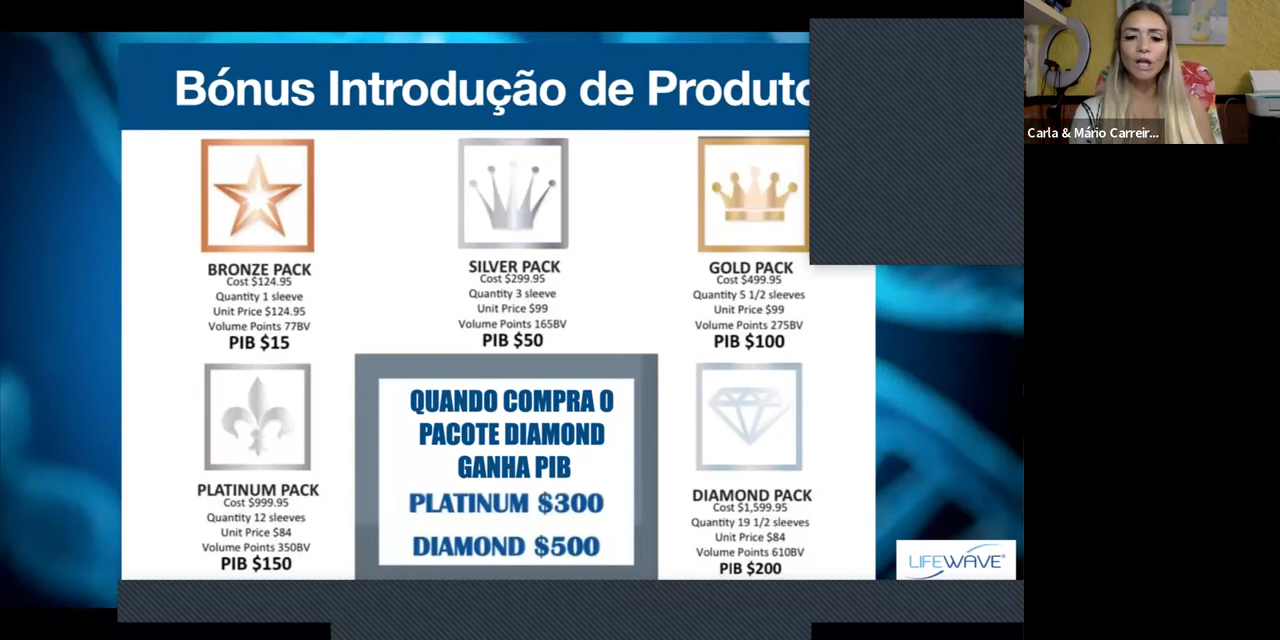 Bónus Introdução de Produto
Carla & Mário Carreir...
BRONZE PACK
Cost $124.95
Quantity 1 sleeve
Unit Price $124.95
Volume Points 77BV
PIB $15
SILVER PACK
Cost $299.95
Quantity 3 sleeve
Unit Price $99
Volume Points 165BV
PIB $50
GOLD PACK
Cost $499.95
Quantity 5 1/2 sleeves
Unit Price $99
Volume Points 275BV
PIB $100
PLATINUM PACK
Cost $999.95
Quantity 12 sleeves
Unit Price $84
Volume Points 350BV
PIB $150
QUANDO COMPRA O
PACOTE DIAMOND
GANHA PIB
PLATINUM $300
DIAMOND $500
DIAMOND PACK
Cost $1,599.95
Quantity 19 1/2 sleeves
Unit Price $84
Volume Points 610BV
PIB $200
LIFEWAVE®